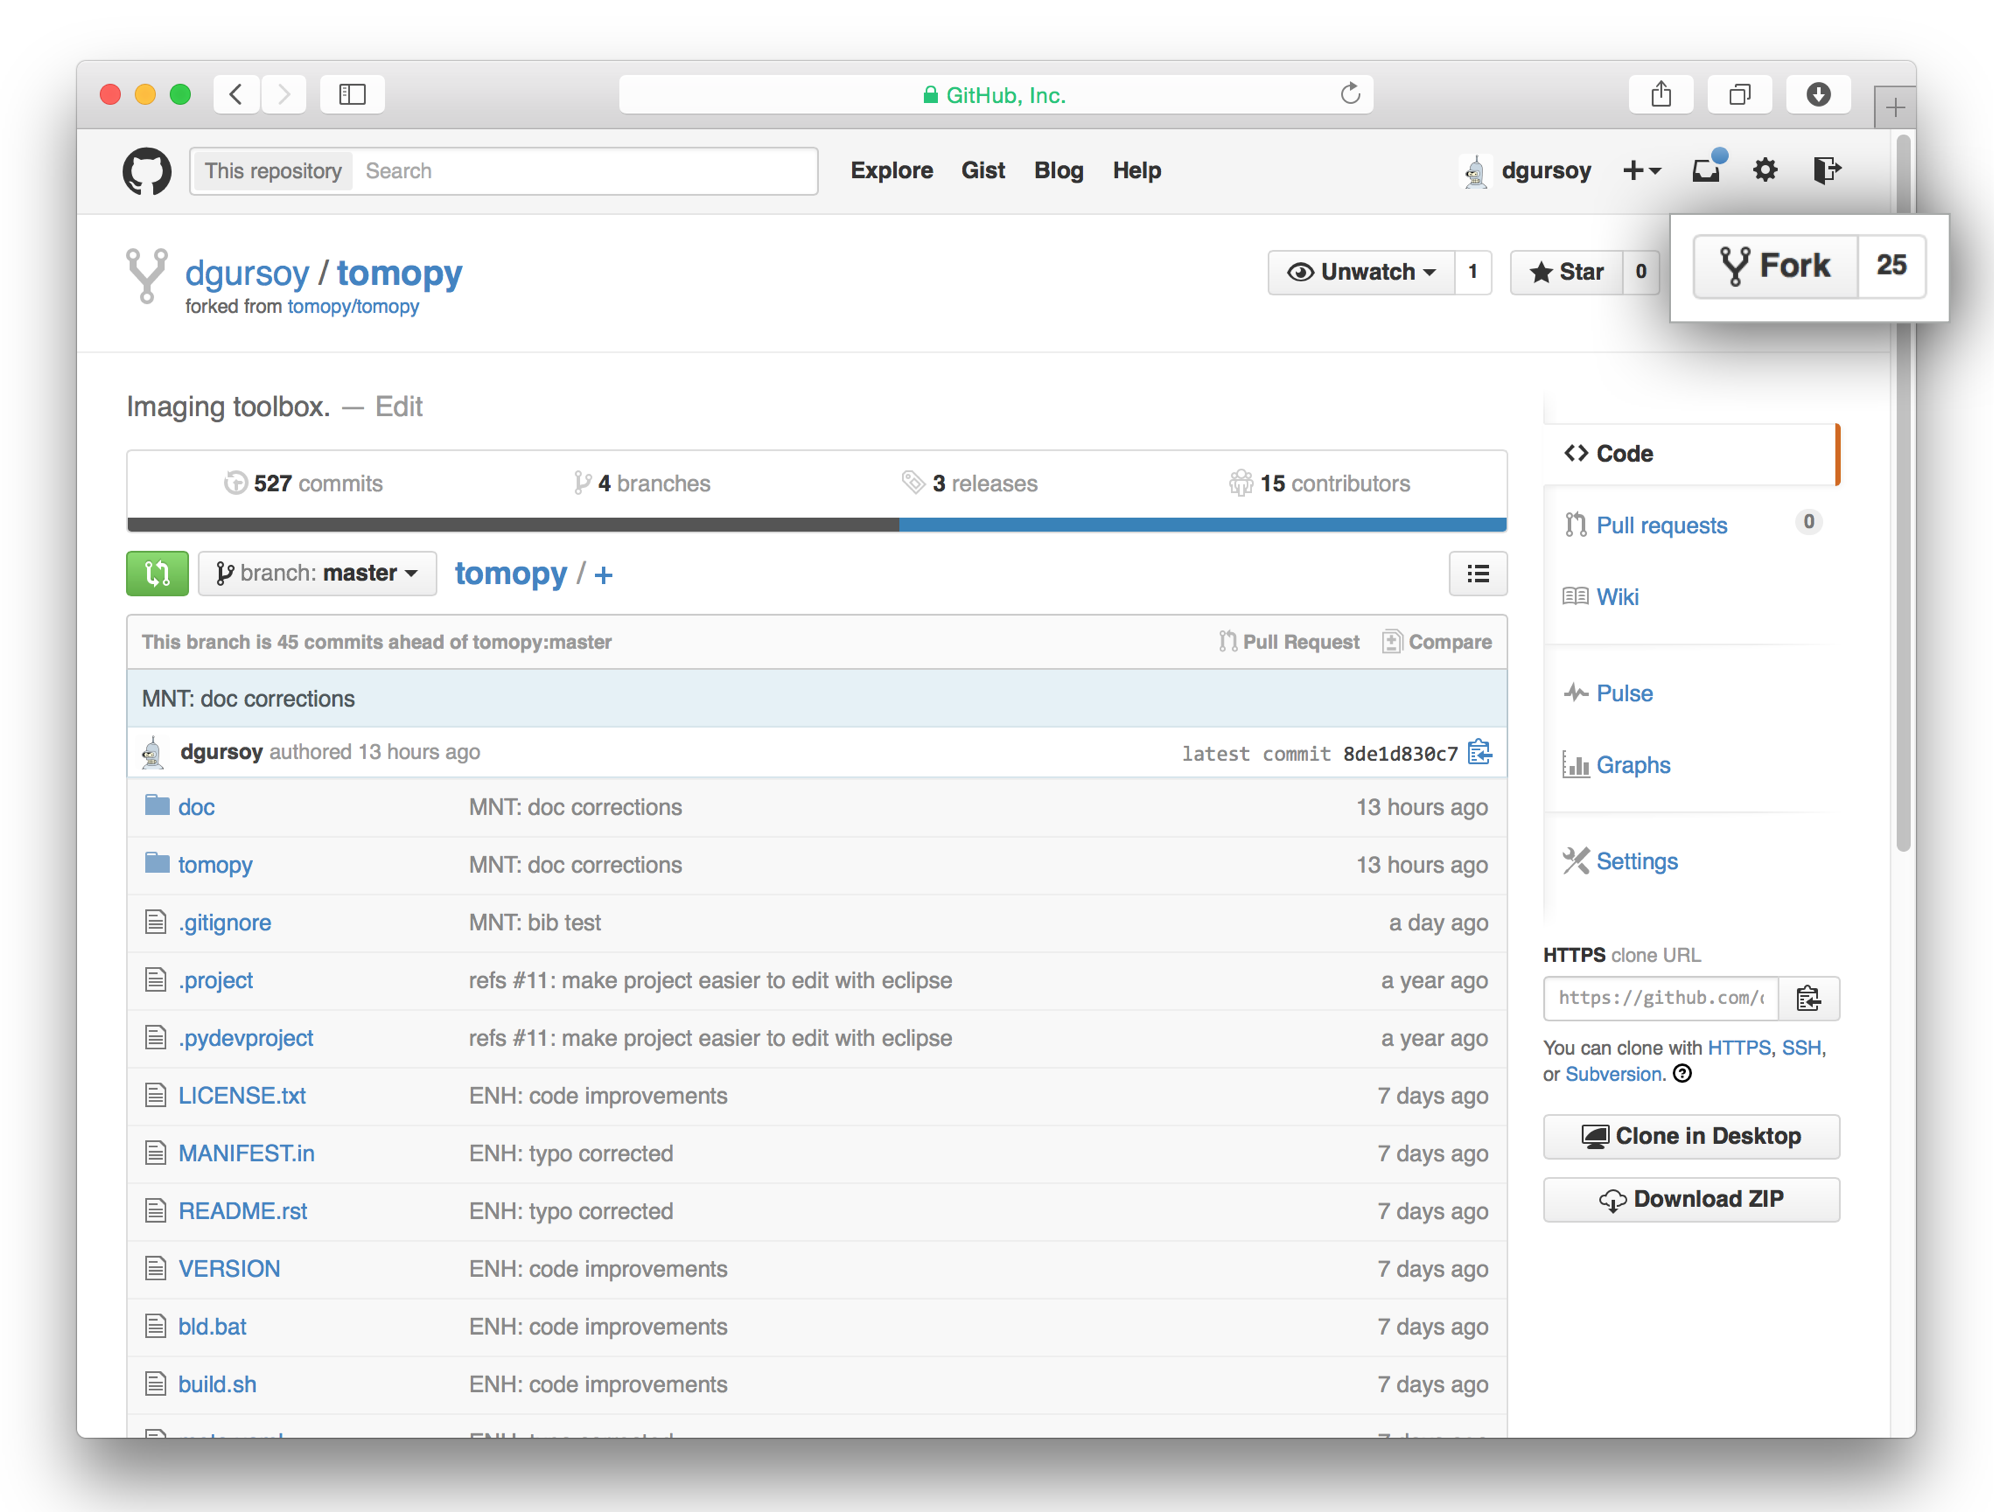 GitHub, Inc.
This repository Search Explore Gist Blog Help dgursoy
dgursoy / tomopy
forked from tomopy/tomopy
Unwatch 1 Star 0 Fork 25
Imaging toolbox. — Edit
527 commits 4 branches 3 releases 15 contributors
branch: master tomopy / +
This branch is 45 commits ahead of tomopy:master Pull Request Compare
MNT: doc corrections
dgursoy authored 13 hours ago latest commit 8de1d830c7
doc MNT: doc corrections 13 hours ago
tomopy MNT: doc corrections 13 hours ago
.gitignore MNT: bib test a day ago
.project refs #11: make project easier to edit with eclipse a year ago
.pydevproject refs #11: make project easier to edit with eclipse a year ago
LICENSE.txt ENH: code improvements 7 days ago
MANIFEST.in ENH: typo corrected 7 days ago
README.rst ENH: typo corrected 7 days ago
VERSION ENH: code improvements 7 days ago
bld.bat ENH: code improvements 7 days ago
build.sh ENH: code improvements 7 days ago
Code
Pull requests 0
Wiki
Pulse
Graphs
Settings
HTTPS clone URL
https://github.com/
You can clone with HTTPS, SSH,
or Subversion.
Clone in Desktop
Download ZIP